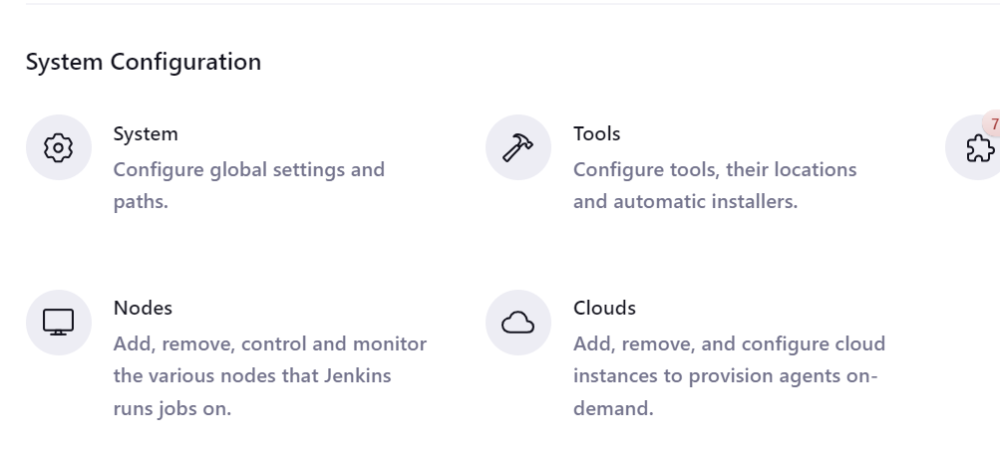 System Configuration
System
Configure global settings and
paths.
Tools
Configure tools, their locations
and automatic installers.
7
Nodes
Add, remove, control and monitor
the various nodes that Jenkins
runs jobs on.
Clouds
Add, remove, and configure cloud
instances to provision agents on-
demand.